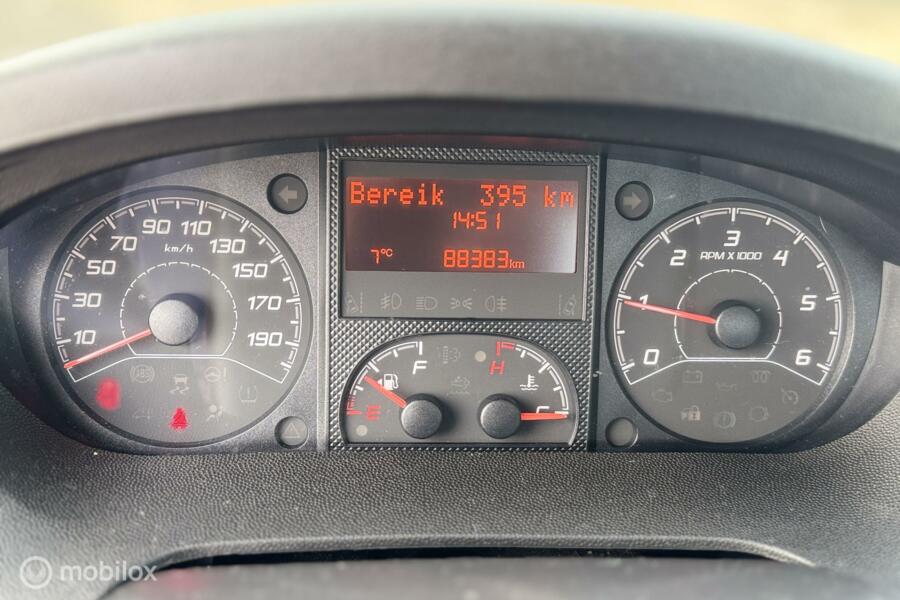 Bereik 395 km
14:51
7°C 88383km
10 30 50 70 90 110 130 150 170 190
km/h
F
E
H
C
0 1 2 3 4 5 6
RPM X 1000
mobilox